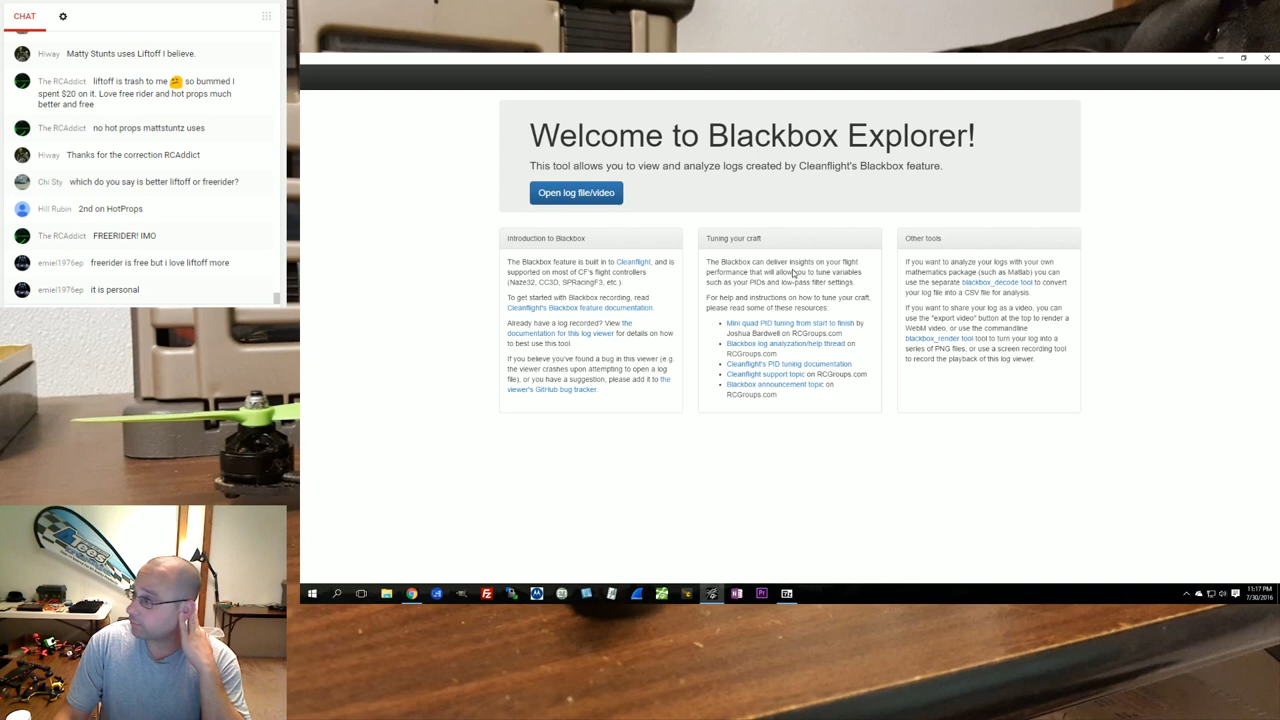 CHAT
Hiway Matty Stunts uses Liftoff I believe.
The RCAddict liftoff is trash to me so bummed I
spent $20 on it. Love free rider and hot props much
better and free
The RCAddict no hot props mattstuntz uses
Hiway Thanks for the correction RCAddict
Chi Sty which do you say is better liftoff or freerider?
Hill Rubin 2nd on HotProps
The RCAddict FREERIDER! IMO
emiel1976ep freerider is free but i love liftoff more
emiel1976ep it is personal
Welcome to Blackbox Explorer!
This tool allows you to view and analyze logs created by Cleanflight's Blackbox feature.
Open log file/video
Introduction to Blackbox
The Blackbox feature is built in to Cleanflight, and is
supported on most of CF's flight controllers
(Naze32, CC3D, SPRacingF3, etc.)
To get started with Blackbox recording, read
Cleanflight's Blackbox feature documentation.
Already have a log recorded? View the
documentation for this log viewer for details on how
to best use this tool.
If you believe you've found a bug in this viewer (e.g.
the viewer crashes upon attempting to open a log
file), or you have a suggestion, please add it to the
viewer's GitHub bug tracker.
Tuning your craft
The Blackbox can deliver insights on your flight
performance that will allow you to tune variables
such as your PIDs and low-pass filter settings.
For help and instructions on how to tune your craft,
please read some of these resources:
Mini quad PID tuning from start to finish by
Joshua Bardwell on RCGroups.com
Blackbox log analyzation/help thread on
RCGroups.com
Cleanflight's PID tuning documentation
Cleanflight support topic on RCGroups.com
Blackbox announcement topic on
RCGroups.com
Other tools
If you want to analyze your logs with your own
mathematics package (such as Matlab) you can
use the separate blackbox_decode tool to convert
your log file into a CSV file for analysis.
If you want to share your log as a video, you can
use the "export video" button at the top to render a
WebM video, or use the commandline
blackbox_render tool to turn your log into a
series of PNG files, or use a screen recording tool
to record the playback of this log viewer.
11:17 PM
7/30/2016
Tees